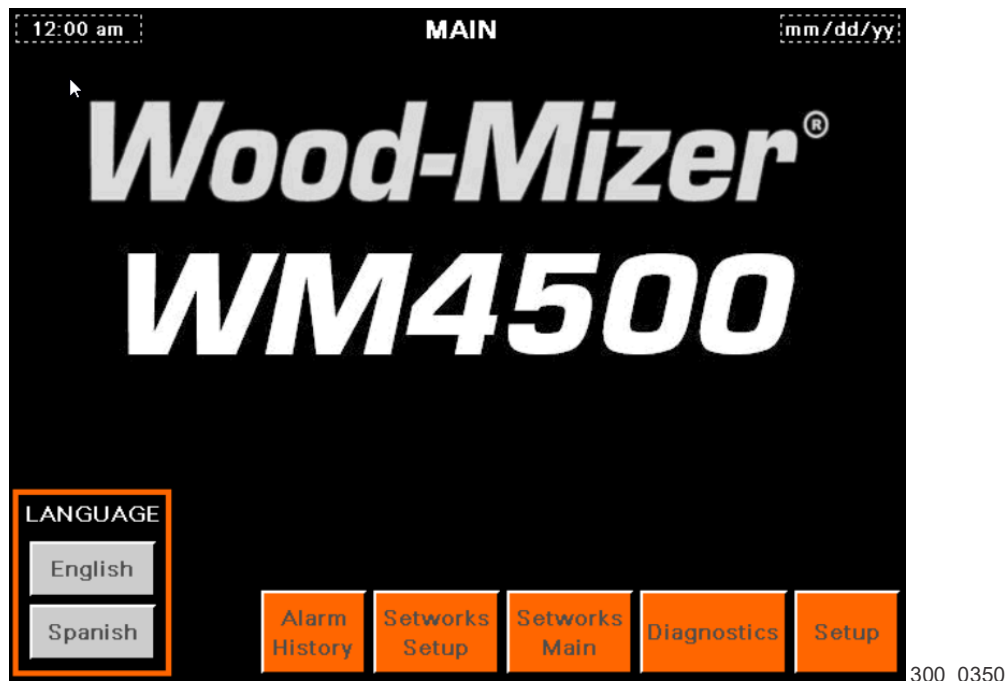 12:00 am MAIN mm/dd/yy
Wood-Mizer®
WM4500
LANGUAGE
English
Spanish
Alarm History
Setworks Setup
Setworks Main
Diagnostics
Setup
300_0350